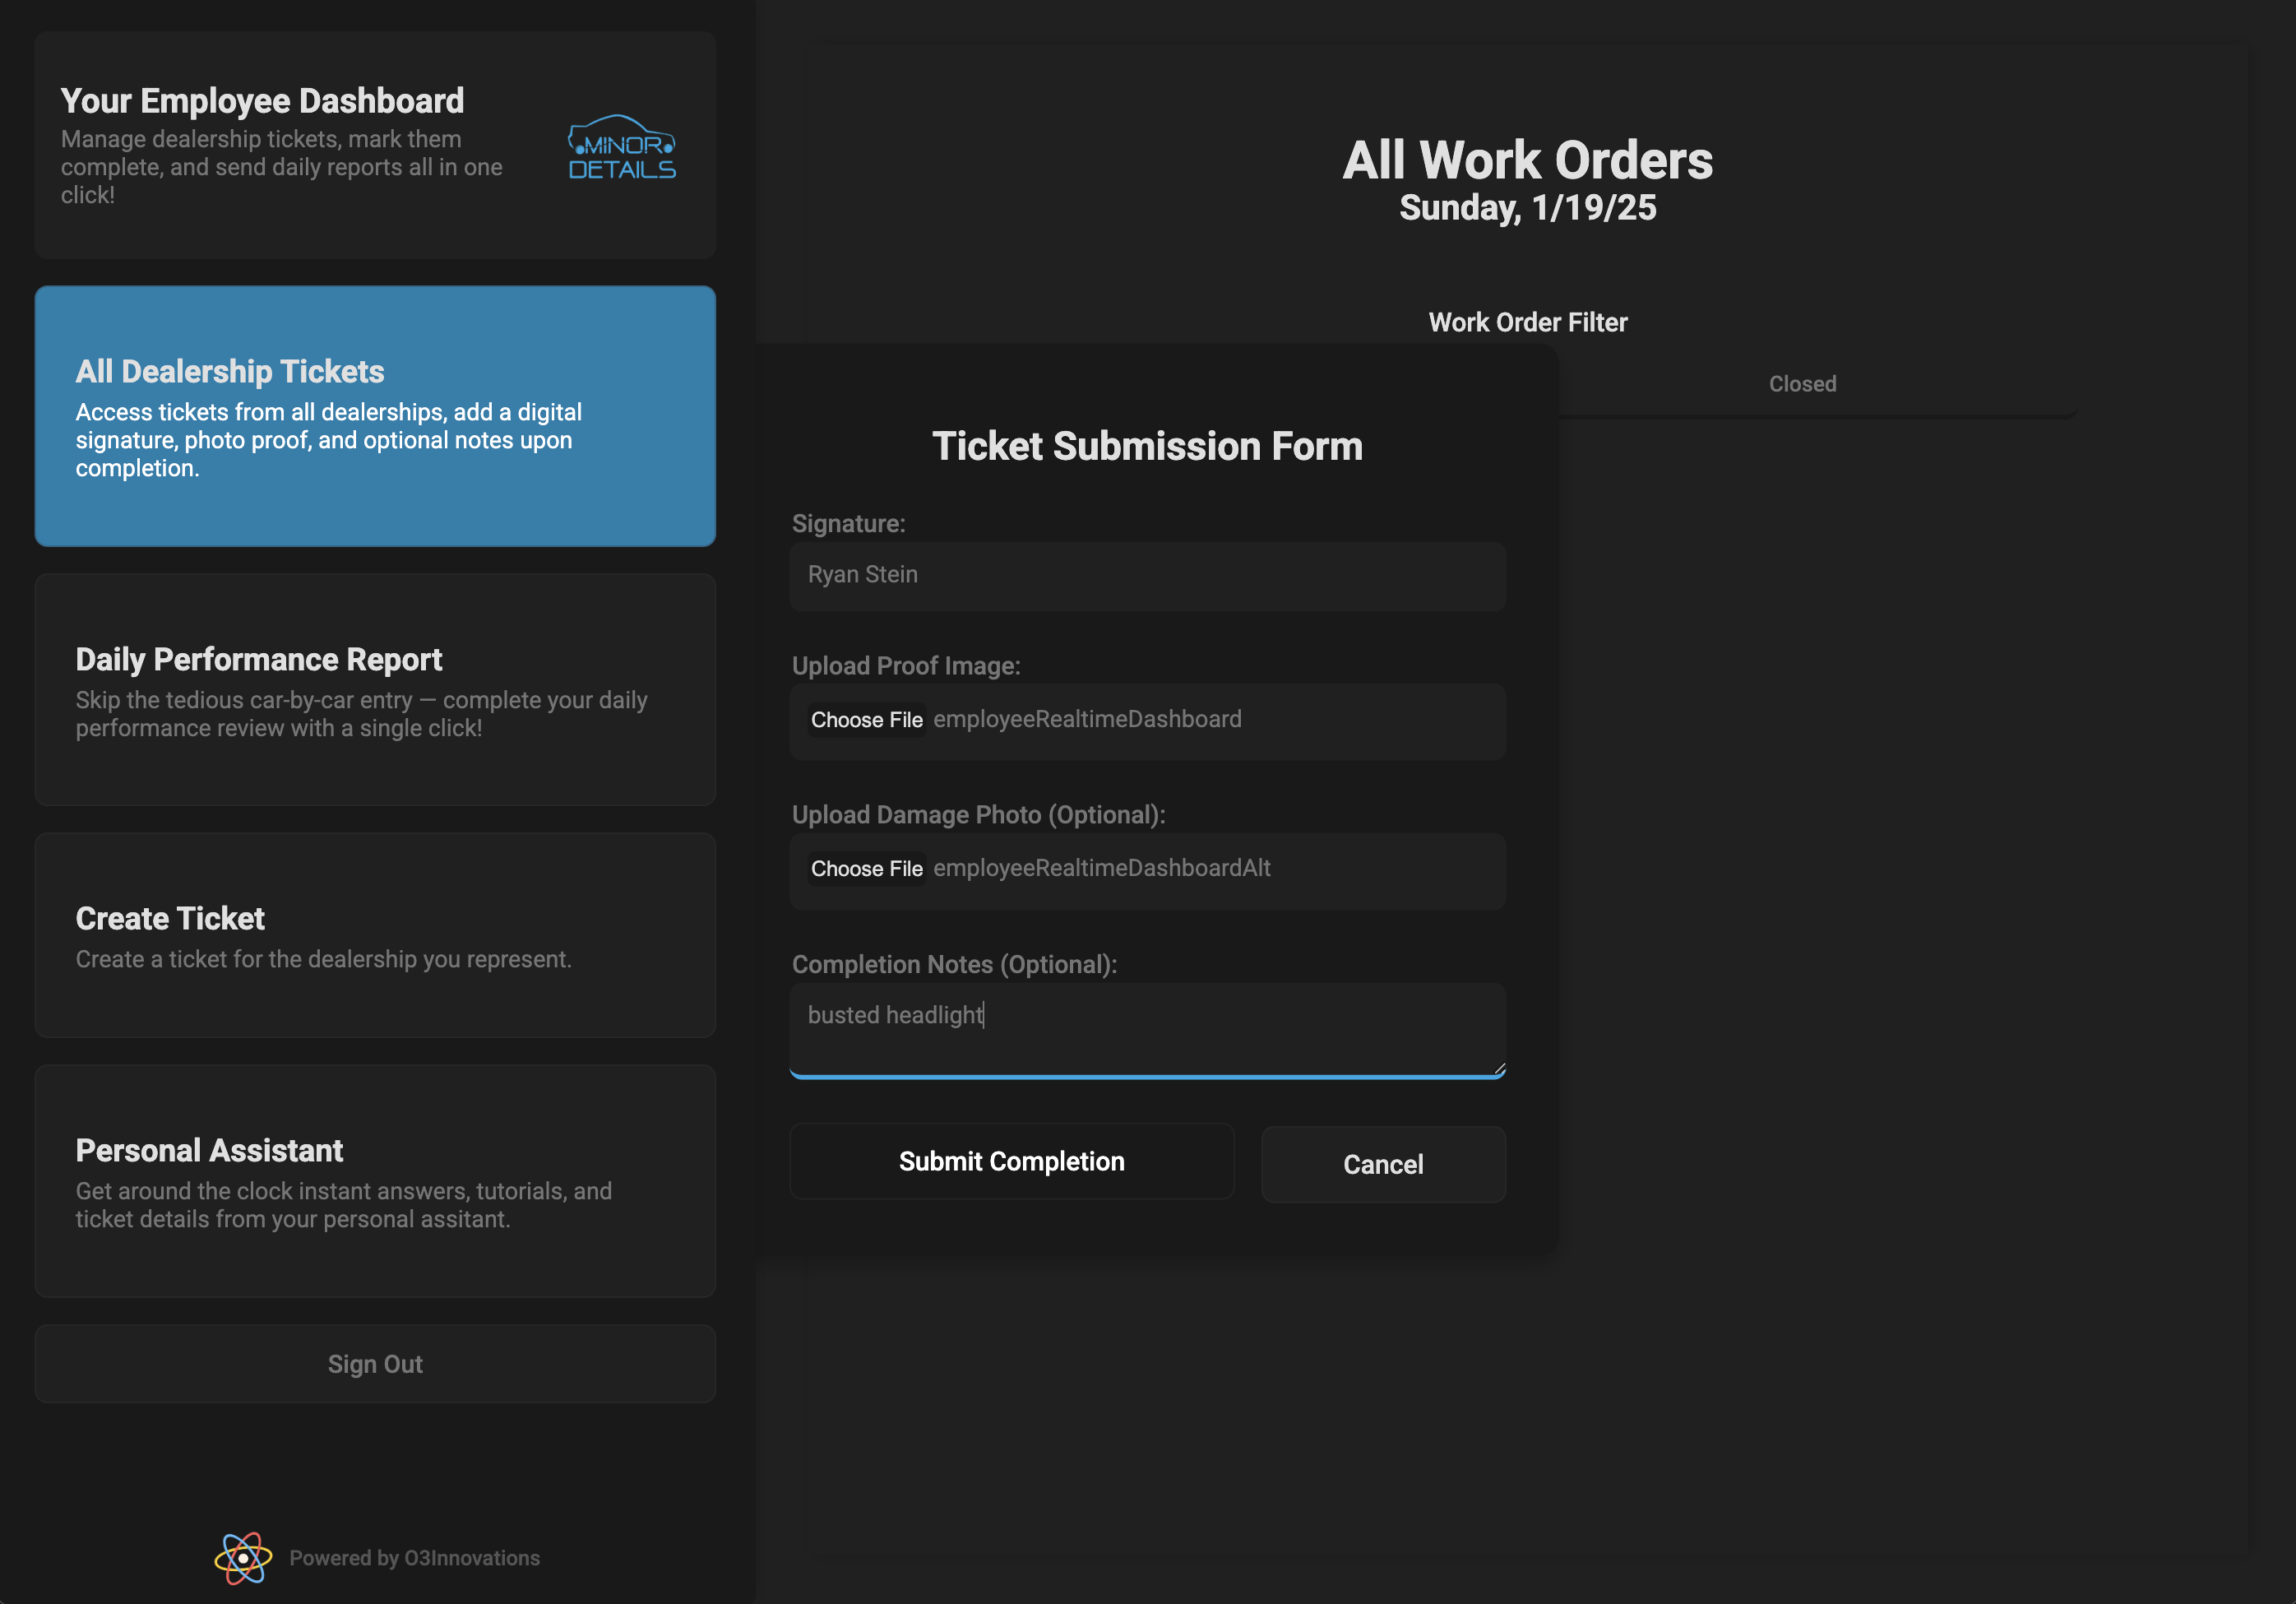 Your Employee Dashboard
Manage dealership tickets, mark them
complete, and send daily reports all in one
click!
MINOR
DETAILS
All Dealership Tickets
Access tickets from all dealerships, add a digital
signature, photo proof, and optional notes upon
completion.
Daily Performance Report
Skip the tedious car-by-car entry — complete your daily
performance review with a single click!
Create Ticket
Create a ticket for the dealership you represent.
Personal Assistant
Get around the clock instant answers, tutorials, and
ticket details from your personal assitant.
Sign Out
Powered by O3Innovations
All Work Orders
Sunday, 1/19/25
Work Order Filter
Closed
Ticket Submission Form
Signature:
Ryan Stein
Upload Proof Image:
Choose File employeeRealtimeDashboard
Upload Damage Photo (Optional):
Choose File employeeRealtimeDashboardAlt
Completion Notes (Optional):
busted headlight
Submit Completion
Cancel